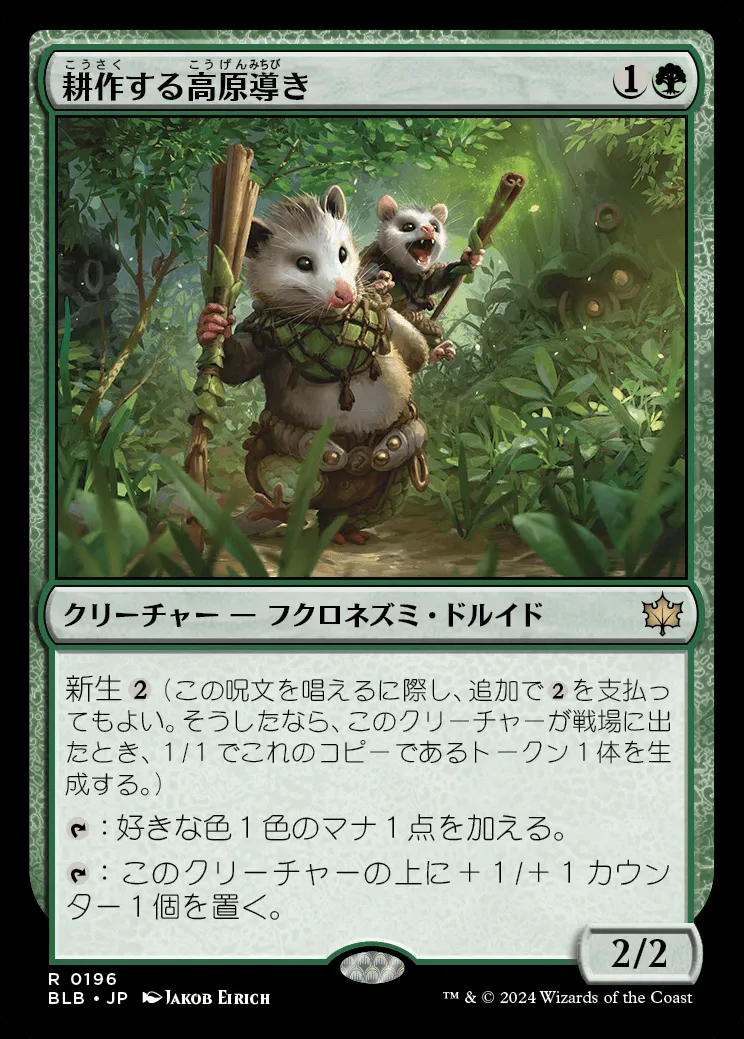 こうさく こうげんみちび
耕作する高原導き 1
クリーチャー — フクロネズミ・ドルイド
新生 2 （この呪文を唱えるに際し、追加で 2 を支払っ
てもよい。そうしたなら、このクリーチャーが戦場に出
たとき、1/1 でこれのコピーであるトークン1体を生
成する。）
：好きな色1色のマナ1点を加える。
：このクリーチャーの上に＋1/＋1カウン
ター1個を置く。
2/2
R 0196
BLB • JP Jakob Eirich
™ & © 2024 Wizards of the Coast